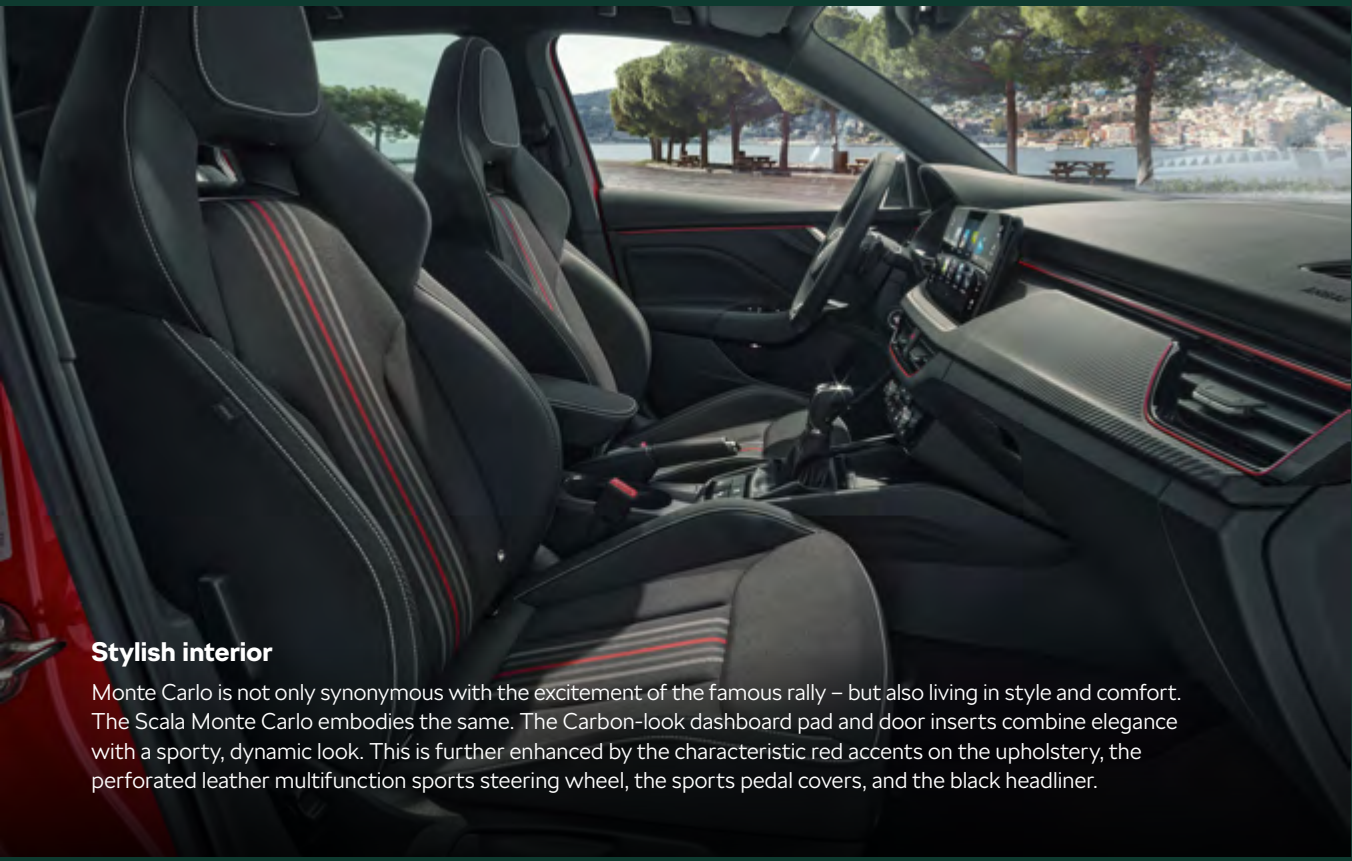 Stylish interior
Monte Carlo is not only synonymous with the excitement of the famous rally – but also living in style and comfort.
The Scala Monte Carlo embodies the same. The Carbon-look dashboard pad and door inserts combine elegance
with a sporty, dynamic look. This is further enhanced by the characteristic red accents on the upholstery, the
perforated leather multifunction sports steering wheel, the sports pedal covers, and the black headliner.